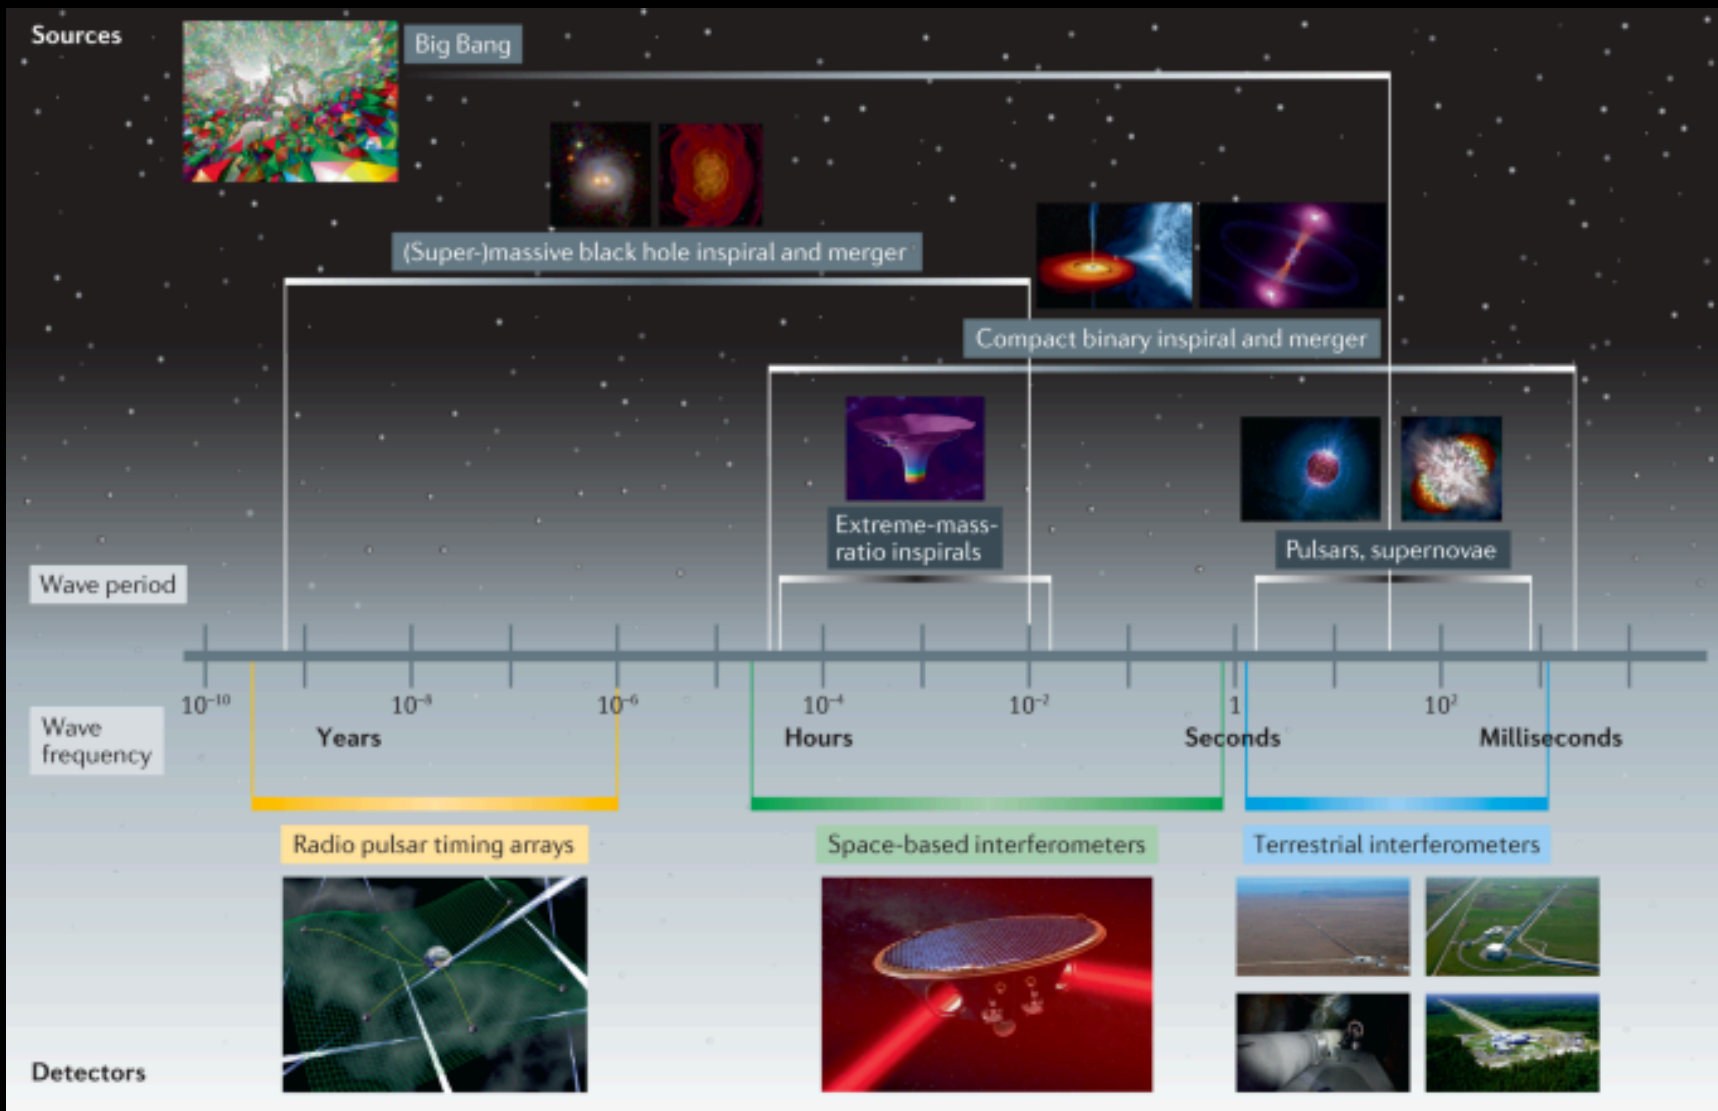 Sources
Big Bang
(Super-)massive black hole inspiral and merger
Compact binary inspiral and merger
Extreme-mass-
ratio inspirals
Pulsars, supernovae
Wave period
10⁻¹⁰ 10⁻⁸ 10⁻⁶ 10⁻⁴ 10⁻² 1 10²
Wave
frequency
Years Hours Seconds Milliseconds
Radio pulsar timing arrays Space-based interferometers Terrestrial interferometers
Detectors